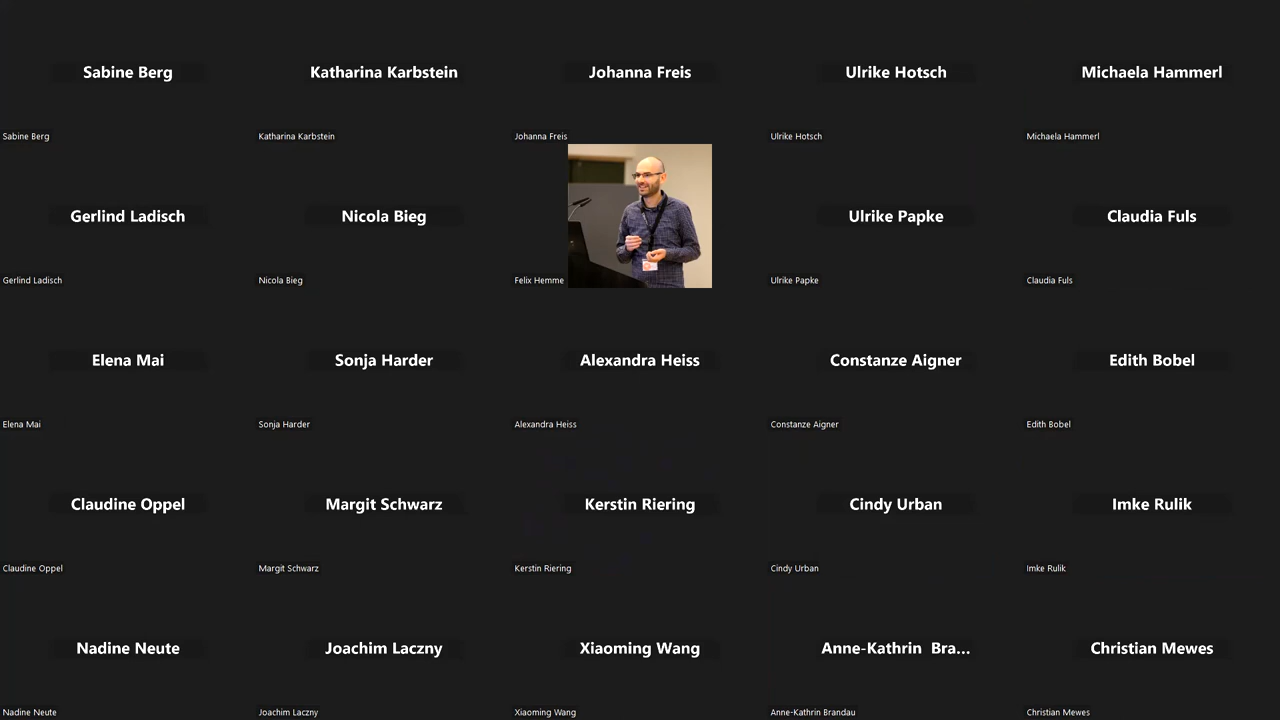 Sabine Berg
Katharina Karbstein
Johanna Freis
Ulrike Hotsch
Michaela Hammerl
Sabine Berg
Katharina Karbstein
Johanna Freis
Ulrike Hotsch
Michaela Hammerl
Gerlind Ladisch
Nicola Bieg
Ulrike Papke
Claudia Fuls
Gerlind Ladisch
Nicola Bieg
Felix Hemme
Ulrike Papke
Claudia Fuls
Elena Mai
Sonja Harder
Alexandra Heiss
Constanze Aigner
Edith Bobel
Elena Mai
Sonja Harder
Alexandra Heiss
Constanze Aigner
Edith Bobel
Claudine Oppel
Margit Schwarz
Kerstin Riering
Cindy Urban
Imke Rulik
Claudine Oppel
Margit Schwarz
Kerstin Riering
Cindy Urban
Imke Rulik
Nadine Neute
Joachim Laczny
Xiaoming Wang
Anne-Kathrin Bra...
Christian Mewes
Nadine Neute
Joachim Laczny
Xiaoming Wang
Anne-Kathrin Brandau
Christian Mewes